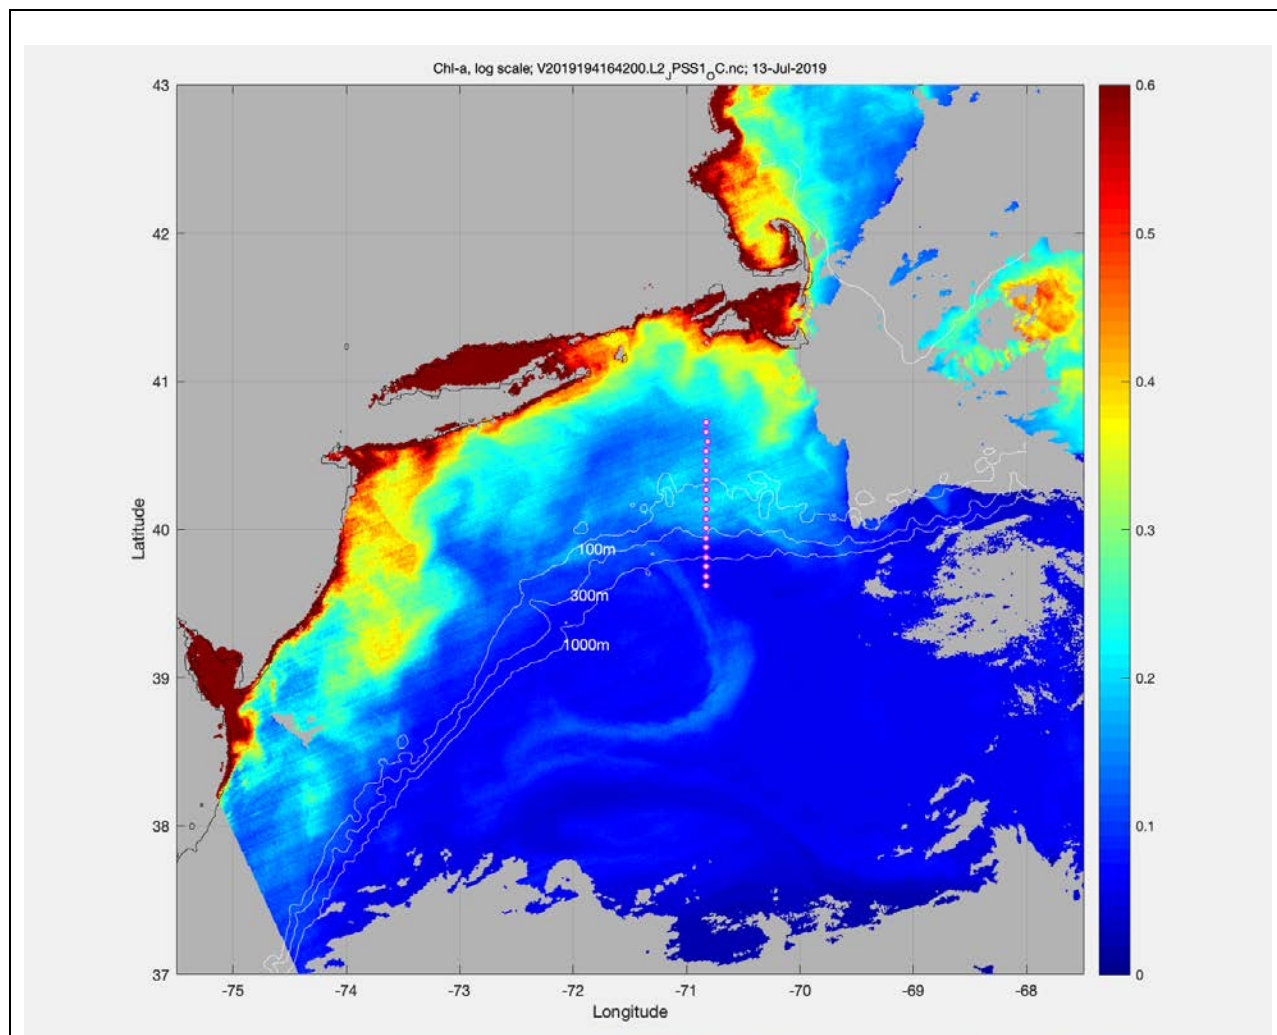 Chl-a, log scale; V2019194164200.L2_JPSS1_OC.nc; 13-Jul-2019
43
42
41
40
39
38
37
Latitude
100m
300m
1000m
-75 -74 -73 -72 -71 -70 -69 -68
Longitude
0.6
0.5
0.4
0.3
0.2
0.1
0